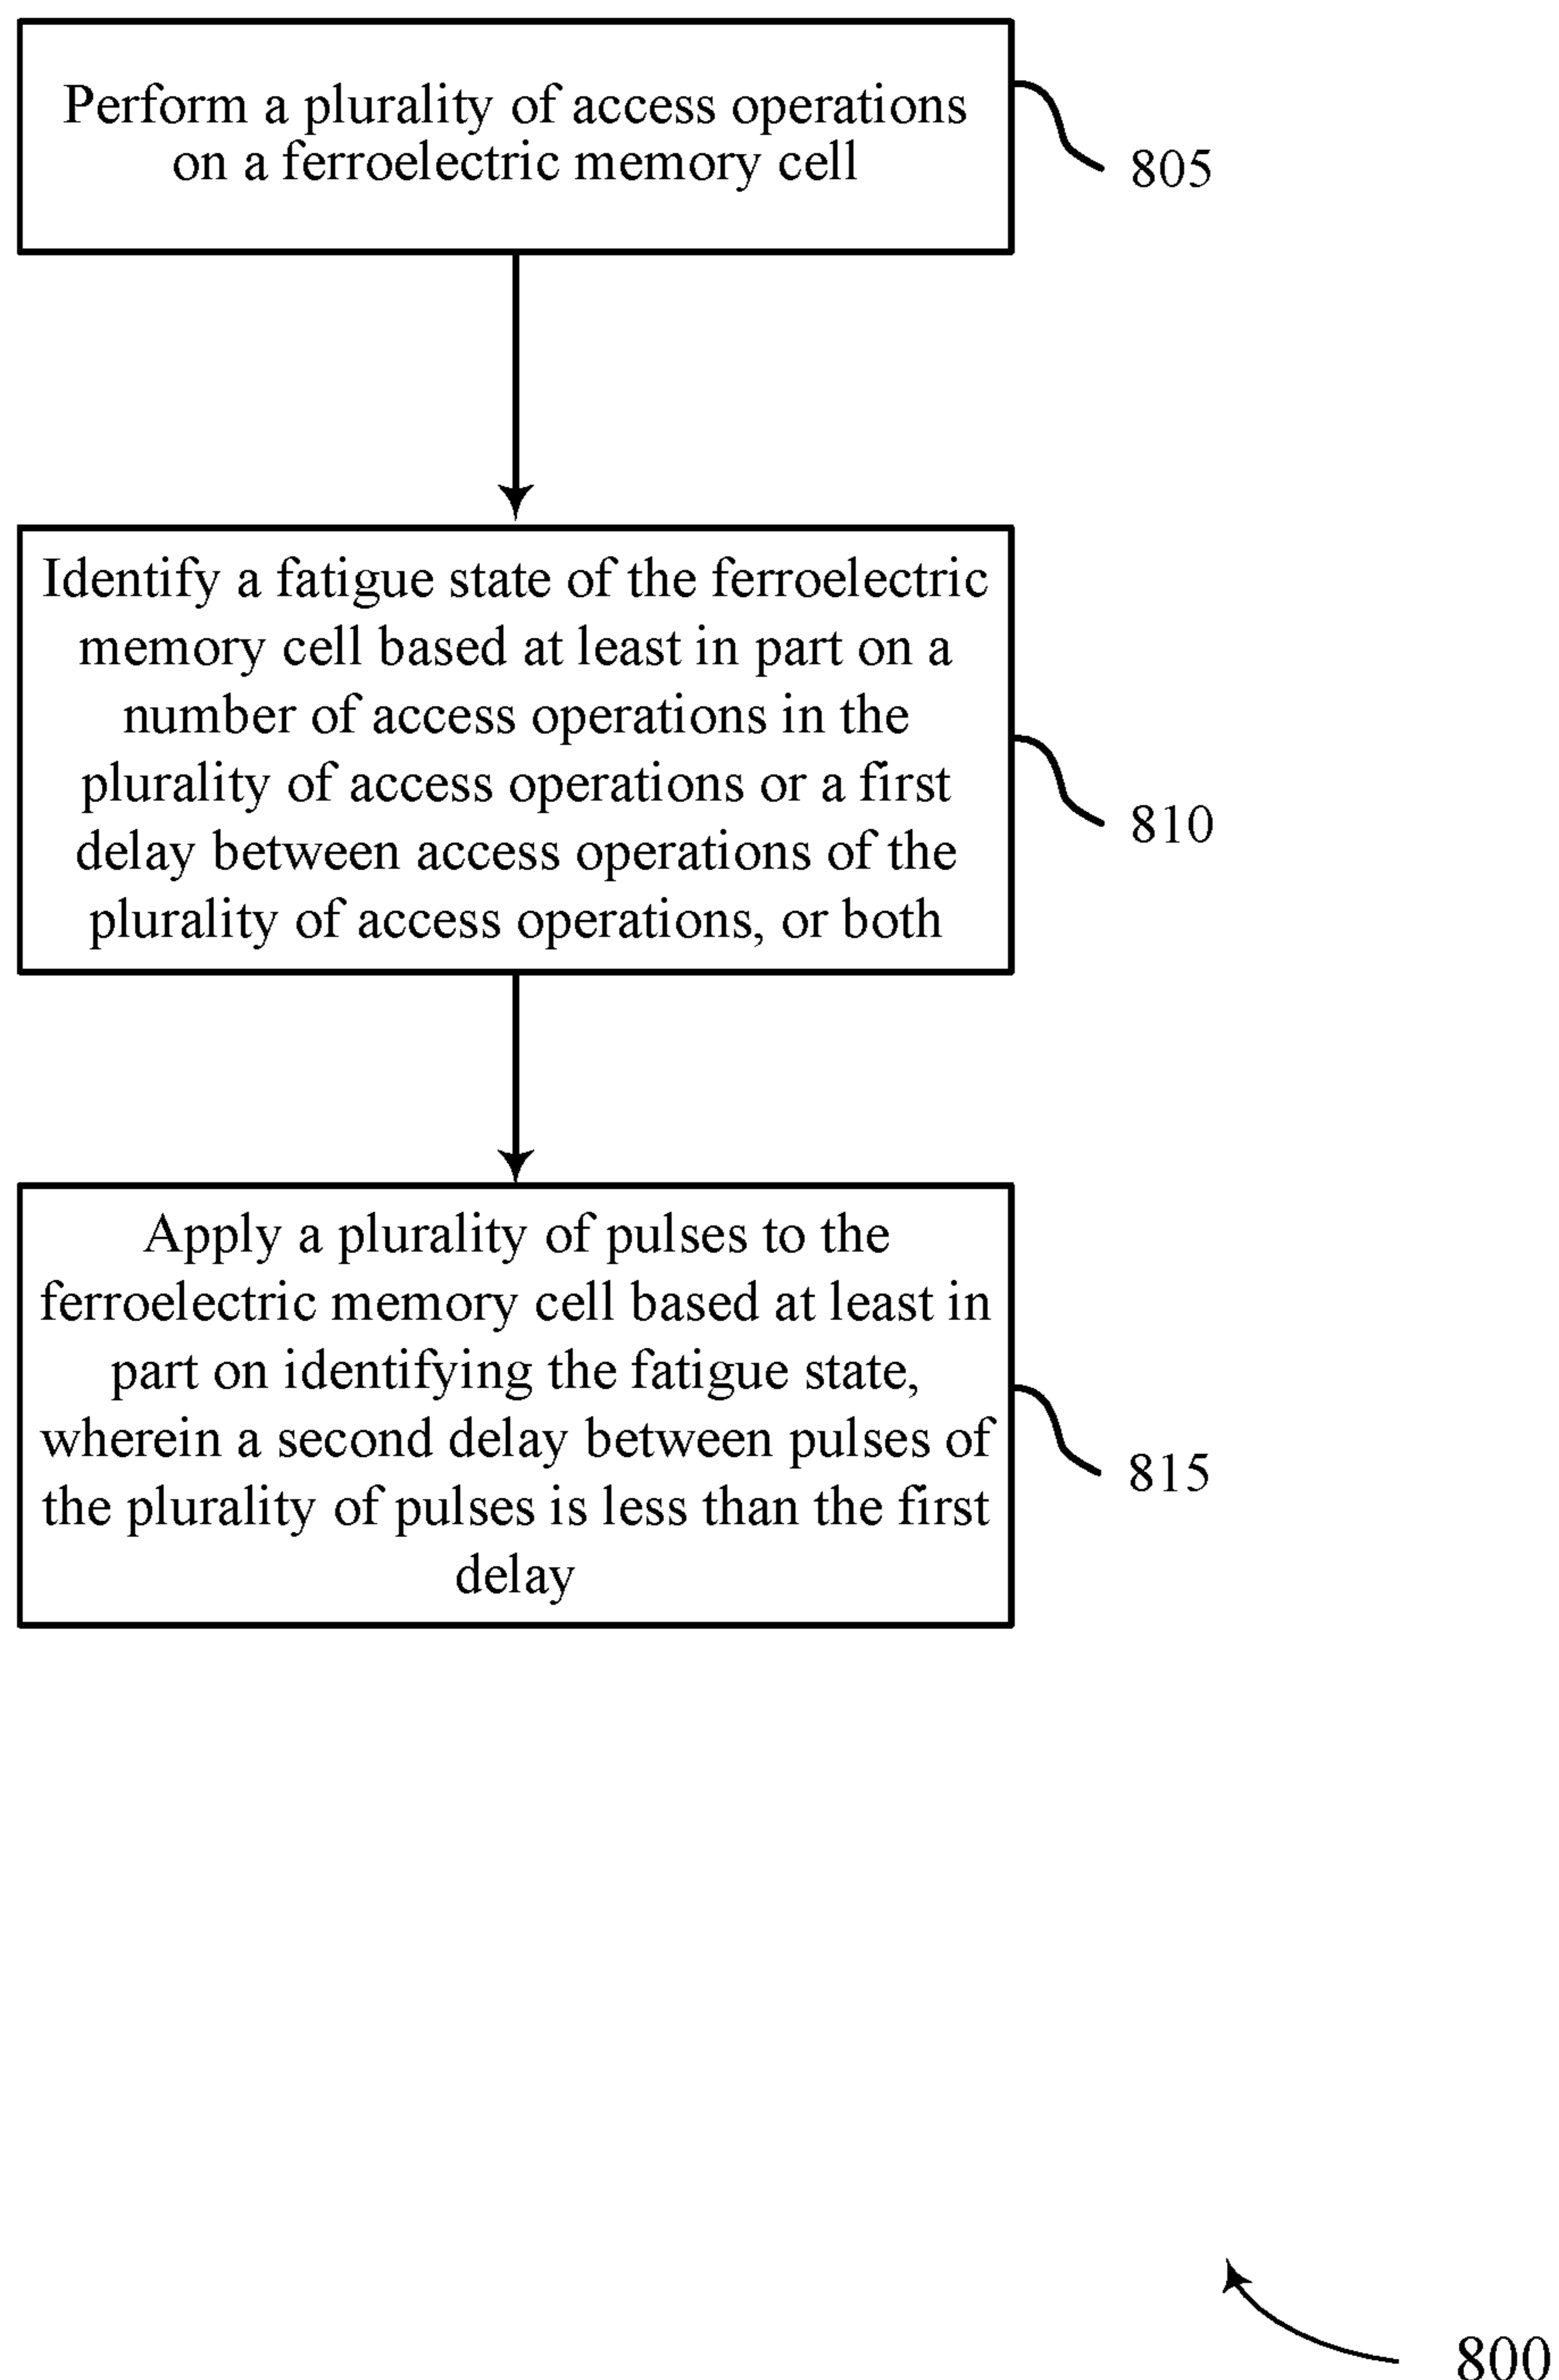 Perform a plurality of access operations
on a ferroelectric memory cell
805
Identify a fatigue state of the ferroelectric
memory cell based at least in part on a
number of access operations in the
plurality of access operations or a first
delay between access operations of the
plurality of access operations, or both
810
Apply a plurality of pulses to the
ferroelectric memory cell based at least in
part on identifying the fatigue state,
wherein a second delay between pulses of
the plurality of pulses is less than the first
delay
815
800